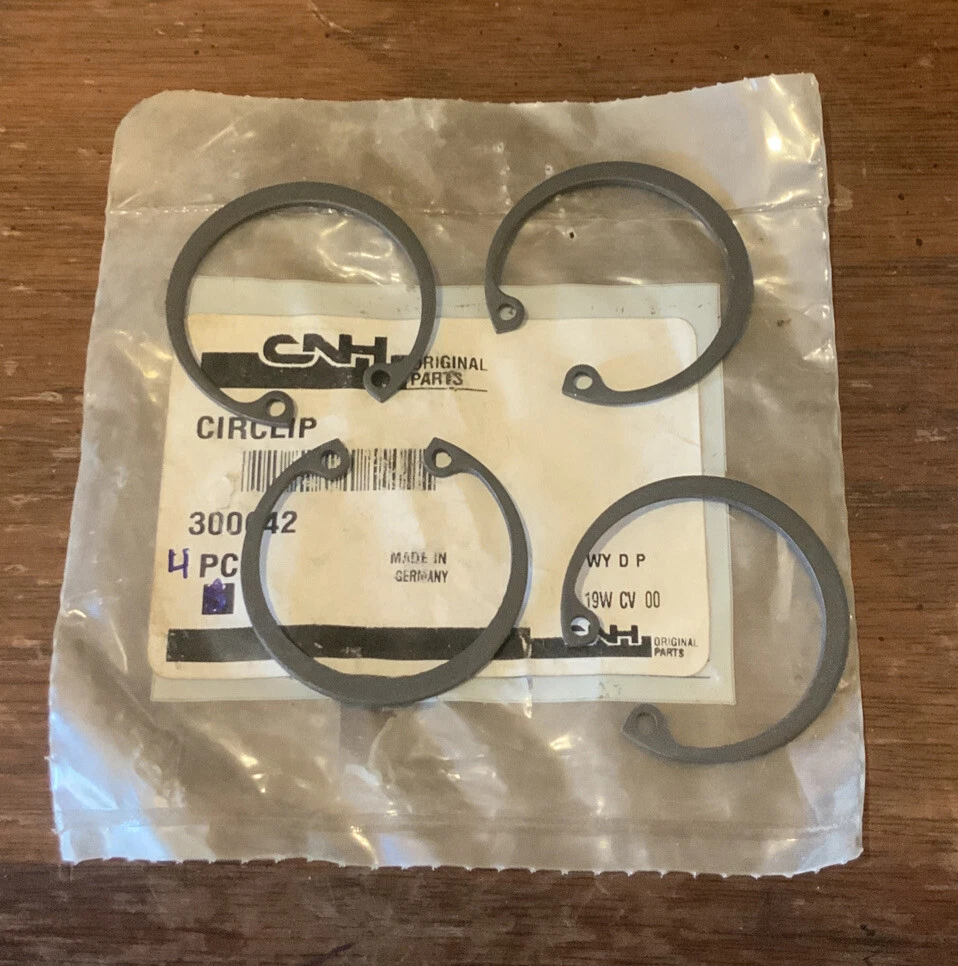 CNH ORIGINAL
PARTS
CIRCLIP
4 PC
MADE IN
GERMANY
WY D P
19W CV 00
CNH ORIGINAL
PARTS